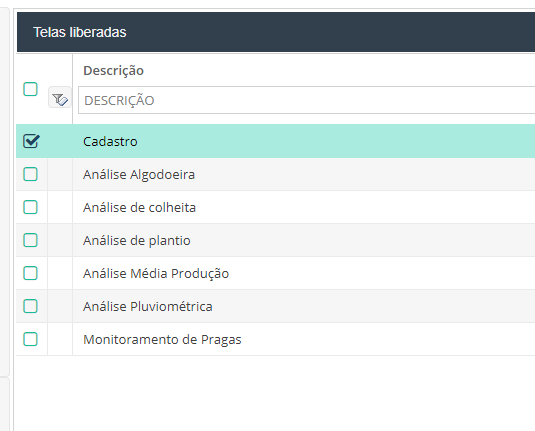 Telas liberadas
Descrição
DESCRIÇÃO
Cadastro
Análise Algodoeira
Análise de colheita
Análise de plantio
Análise Média Produção
Análise Pluviométrica
Monitoramento de Pragas